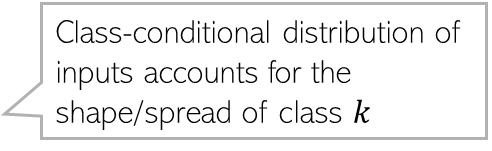 Class-conditional distribution of
inputs accounts for the
shape/spread of class k